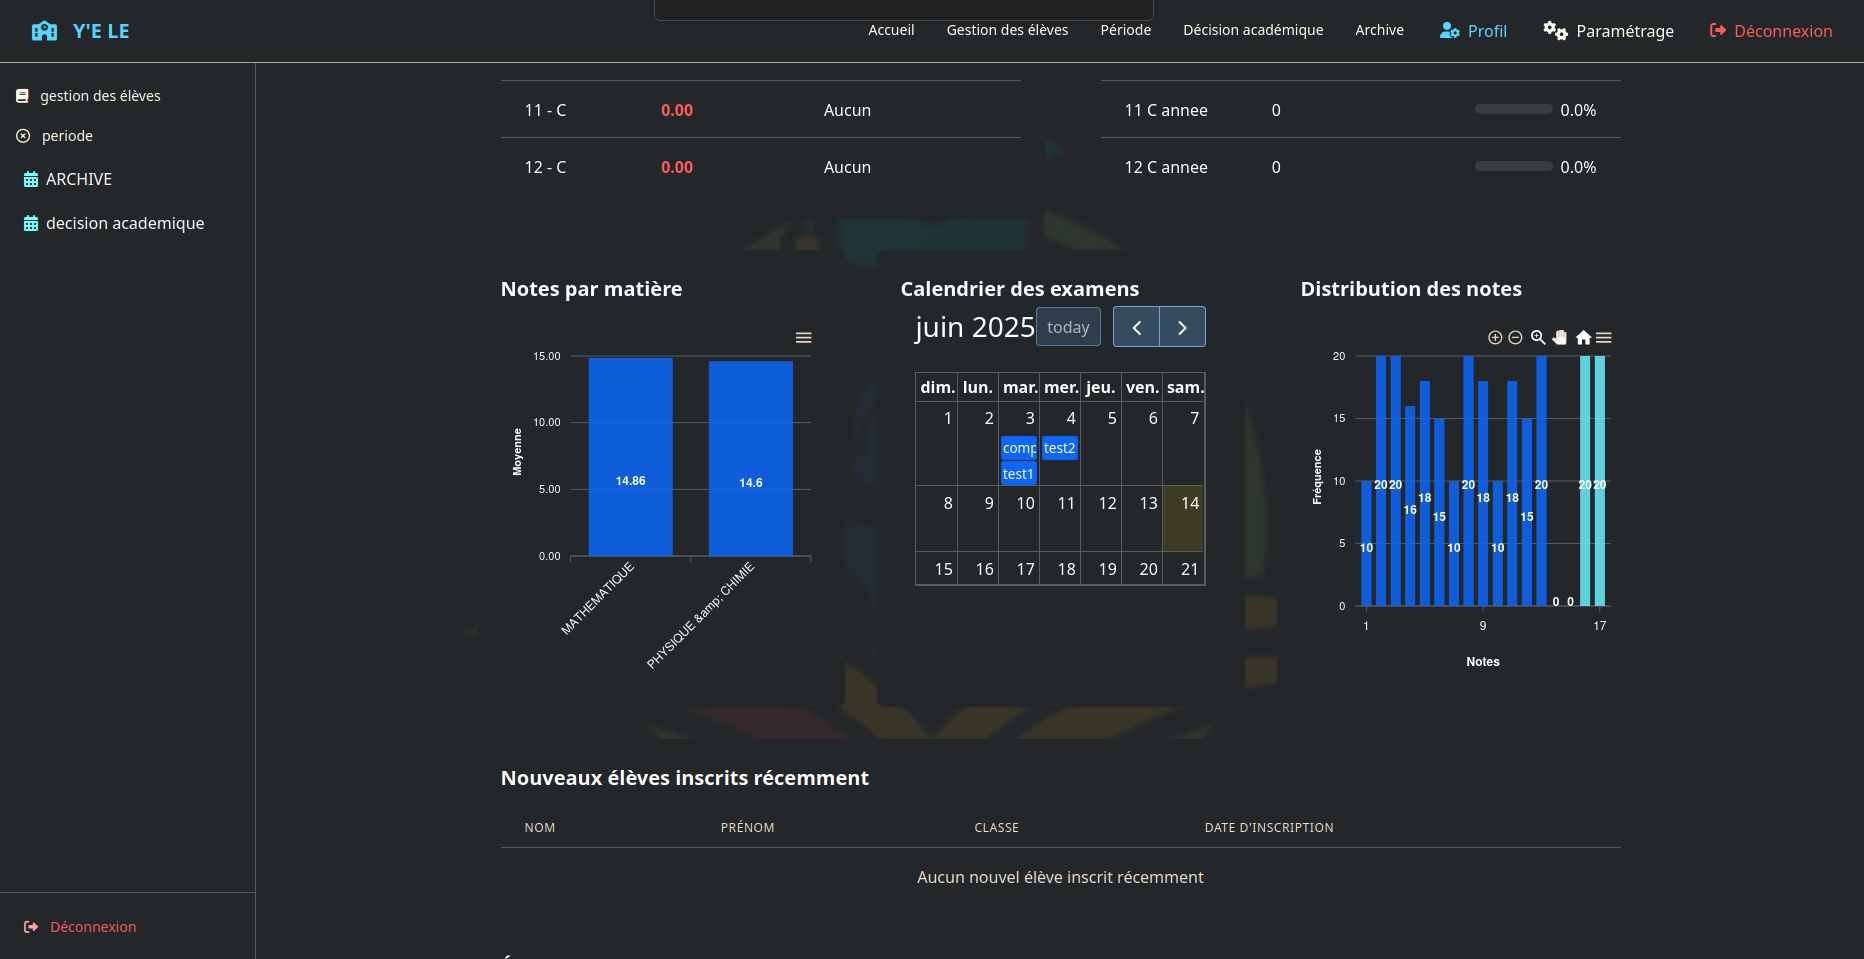 Y'E LE
Accueil Gestion des élèves Période Décision académique Archive Profil Paramétrage Déconnexion
gestion des élèves
periode
ARCHIVE
decision academique
Déconnexion
11 - C 0.00 Aucun
12 - C 0.00 Aucun
11 C annee 0 0.0%
12 C annee 0 0.0%
Notes par matière
15.00
10.00
5.00
0.00
Moyenne
14.86 14.6
MATHEMATIQUE
PHYSIQUE &amp; CHIMIE
Calendrier des examens
juin 2025 today
dim. lun. mar. mer. jeu. ven. sam.
1 2 3 4 5 6 7
comp test2
test1
8 9 10 11 12 13 14
15 16 17 18 19 20 21
Distribution des notes
20
15
10
5
0
Fréquence
10 20 20 16 18 15 10 20 18 10 18 15 20 0 0 20 20
1 9 17
Notes
Nouveaux élèves inscrits récemment
NOM PRÉNOM CLASSE DATE D'INSCRIPTION
Aucun nouvel élève inscrit récemment